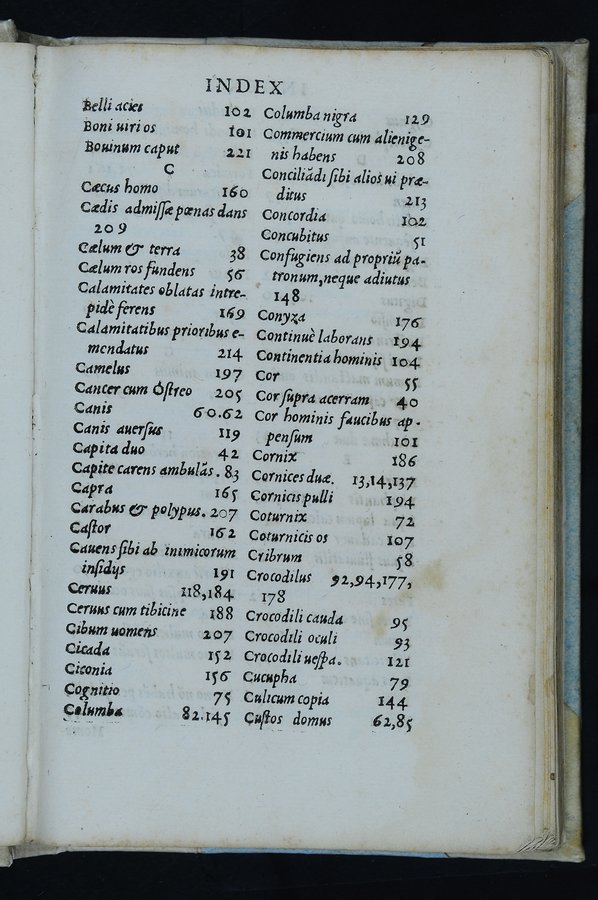 INDEX
Belli acies 102
Boni uiri os 101
Bouinum caput 221
C
Cæcus homo 160
Cædis admiſſæ pœnas dans
209
Cælum & terra 38
Cælum ros fundens 56
Calamitates oblatas intre-
pidè ferens 169
Calamitatibus prioribus e-
mendatus 214
Camelus 197
Cancer cum Oſtreo 205
Canis 60.62
Canis auerſus 119
Capita duo 42
Capite carens ambulãs. 83
Capra 165
Carabus & polypus. 207
Caſtor 162
Cauens ſibi ab inimicorum
inſidijs 191
Ceruus 118,184
Ceruus cum tibicine 188
Cibum uomens 207
Cicada 152
Ciconia 156
Cognitio 75
Columba 82.145
Columba nigra 129
Commercium cum alienige-
nis habens 208
Conciliãdi ſibi alios ui præ-
ditus 213
Concordia 102
Concubitus 51
Confugiens ad propriũ pa-
tronum,neque adiutus
148
Conyza 176
Continuè laborans 194
Continentia hominis 104
Cor 55
Cor ſupra acerram 40
Cor hominis faucibus ap-
penſum 101
Cornix 186
Cornices duæ. 13,14,137
Cornicis pulli 194
Coturnix 72
Coturnicis os 107
Cribrum 58
Crocodilus 92,94,177,
178
Crocodili cauda 95
Crocodili oculi 93
Crocodili ueſpa. 121
Cucupha 79
Culicum copia 144
Cuſtos domus 62,85